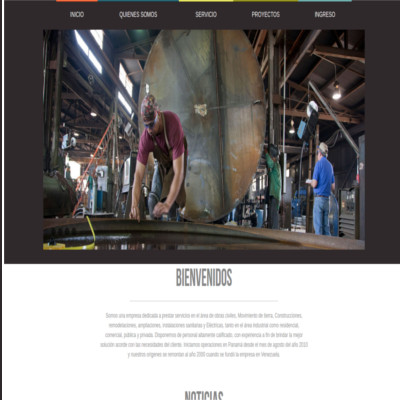 INICIO QUIENES SOMOS SERVICIO PROYECTOS INGRESO
BIENVENIDOS
Somos una empresa dedicada a prestar servicios en el area de obras civiles, Movimiento de tierra, Construcciones,
remodelaciones, ampliaciones, instalaciones sanitarias y Eléctricas, tanto en el área industrial como residencial,
comercial, pública y privada. Disponemos de personal altamente calificado, con experiencia a fin de brindar la mejor
solución acorde con las necesidades del cliente. Iniciamos operaciones en Panamá desde el mes de agosto del año 2010
y nuestros orígenes se remontan al año 2000 cuando se fundó la empresa en Venezuela.
NOTICIAS